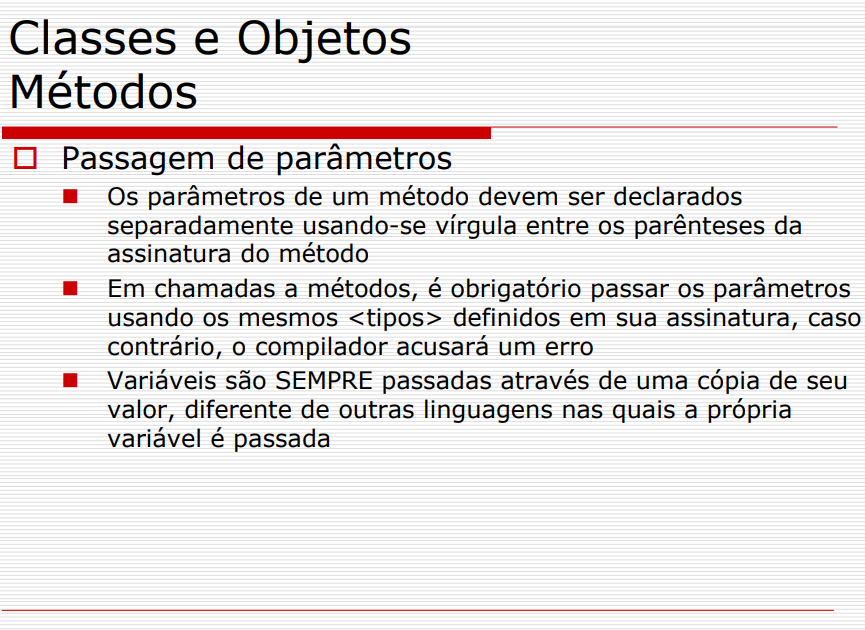 Classes e Objetos
Métodos
Passagem de parâmetros
Os parâmetros de um método devem ser declarados
separadamente usando-se vírgula entre os parênteses da
assinatura do método
Em chamadas a métodos, é obrigatório passar os parâmetros
usando os mesmos <tipos> definidos em sua assinatura, caso
contrário, o compilador acusará um erro
Variáveis são SEMPRE passadas através de uma cópia de seu
valor, diferente de outras linguagens nas quais a própria
variável é passada